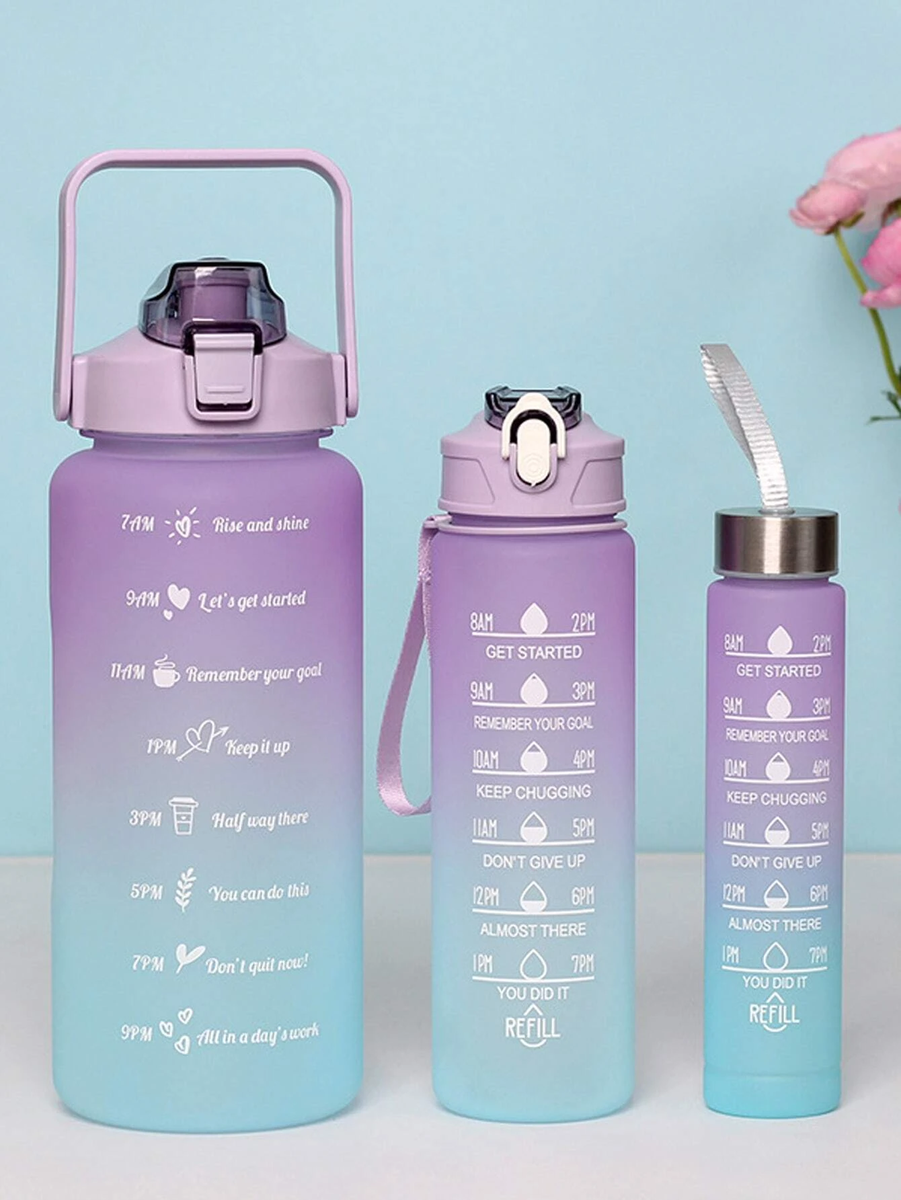 7AM Rise and shine
9AM Let's get started
11AM Remember your goal
1PM Keep it up
3PM Half way there
5PM You can do this
7PM Don't quit now!
9PM All in a day's work
8AM 2PM
GET STARTED
9AM 3PM
REMEMBER YOUR GOAL
10AM 4PM
KEEP CHUGGING
11AM 5PM
DON'T GIVE UP
12PM 6PM
ALMOST THERE
1PM 7PM
YOU DID IT
REFILL
8AM 2PM
GET STARTED
9AM 3PM
REMEMBER YOUR GOAL
10AM 4PM
KEEP CHUGGING
11AM 5PM
DON'T GIVE UP
12PM 6PM
ALMOST THERE
1PM 7PM
YOU DID IT
REFILL